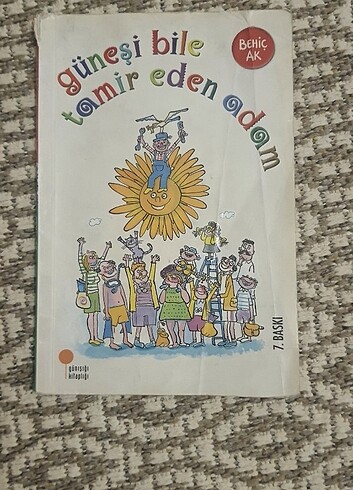 güneşi bile
tamir eden adam
BEHİÇ
AK
7. BASKI
günışığı
kitaplığı